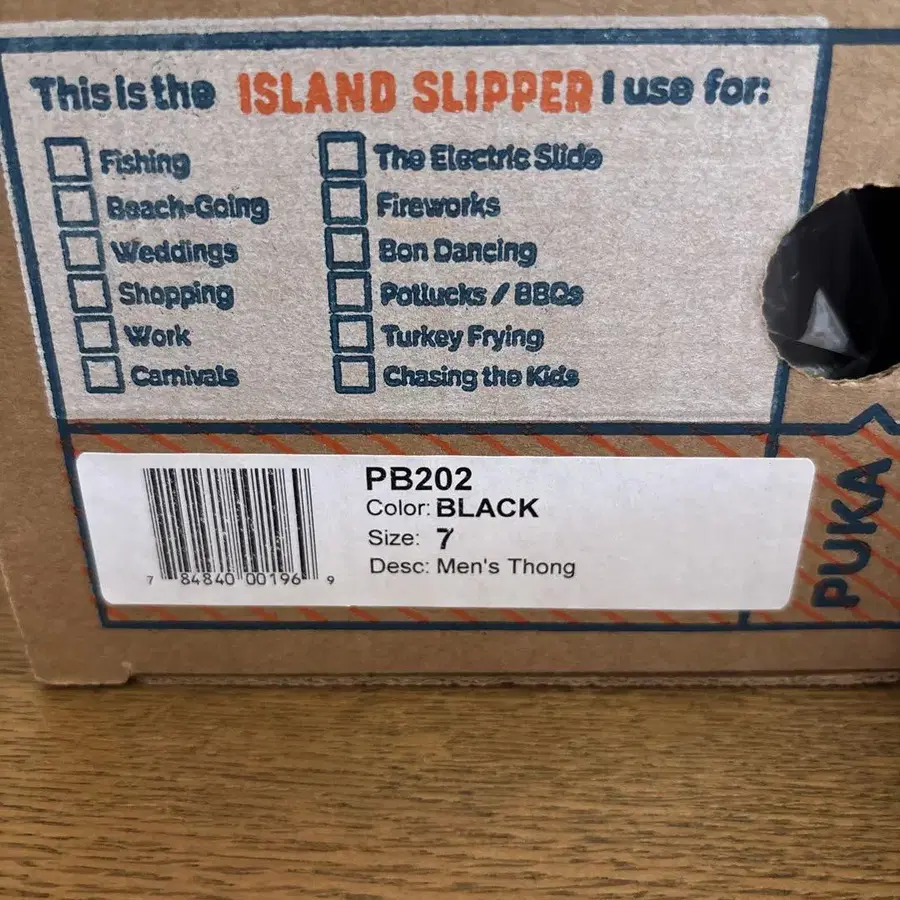 This is the ISLAND SLIPPER I use for:
Fishing
Beach-Going
Weddings
Shopping
Work
Carnivals
The Electric Slide
Fireworks
Bon Dancing
Potlucks / BBQs
Turkey Frying
Chasing the Kids
PB202
Color: BLACK
Size: 7
Desc: Men's Thong
7 84840 00196 9
PUKA